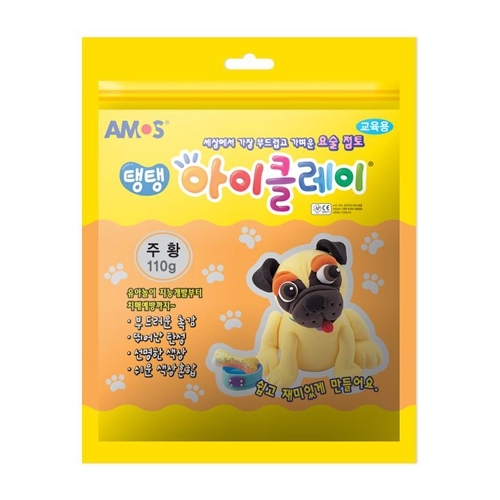 AMOS®
교육용
세상에서 가장 부드럽고 가벼운 요술 점토
탱탱 아이클레이®
주황
110g
유아놀이 지능개발부터
치매예방까지~
· 부드러운 촉감
· 뛰어난 탄성
· 선명한 색상
· 쉬운 색상혼합
쉽고 재미있게 만들어요.